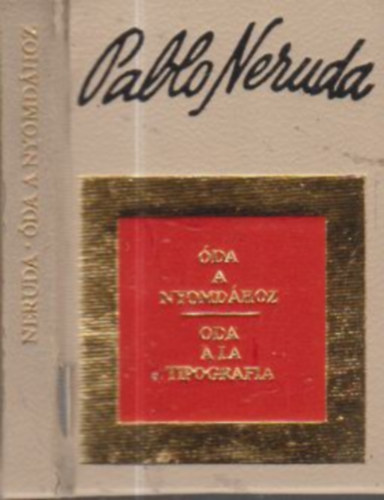 Pablo Neruda
ÓDA
A
NYOMDÁHOZ
ODA
A LA
TIPOGRAFIA
NERUDA · ÓDA A NYOMDÁHOZ